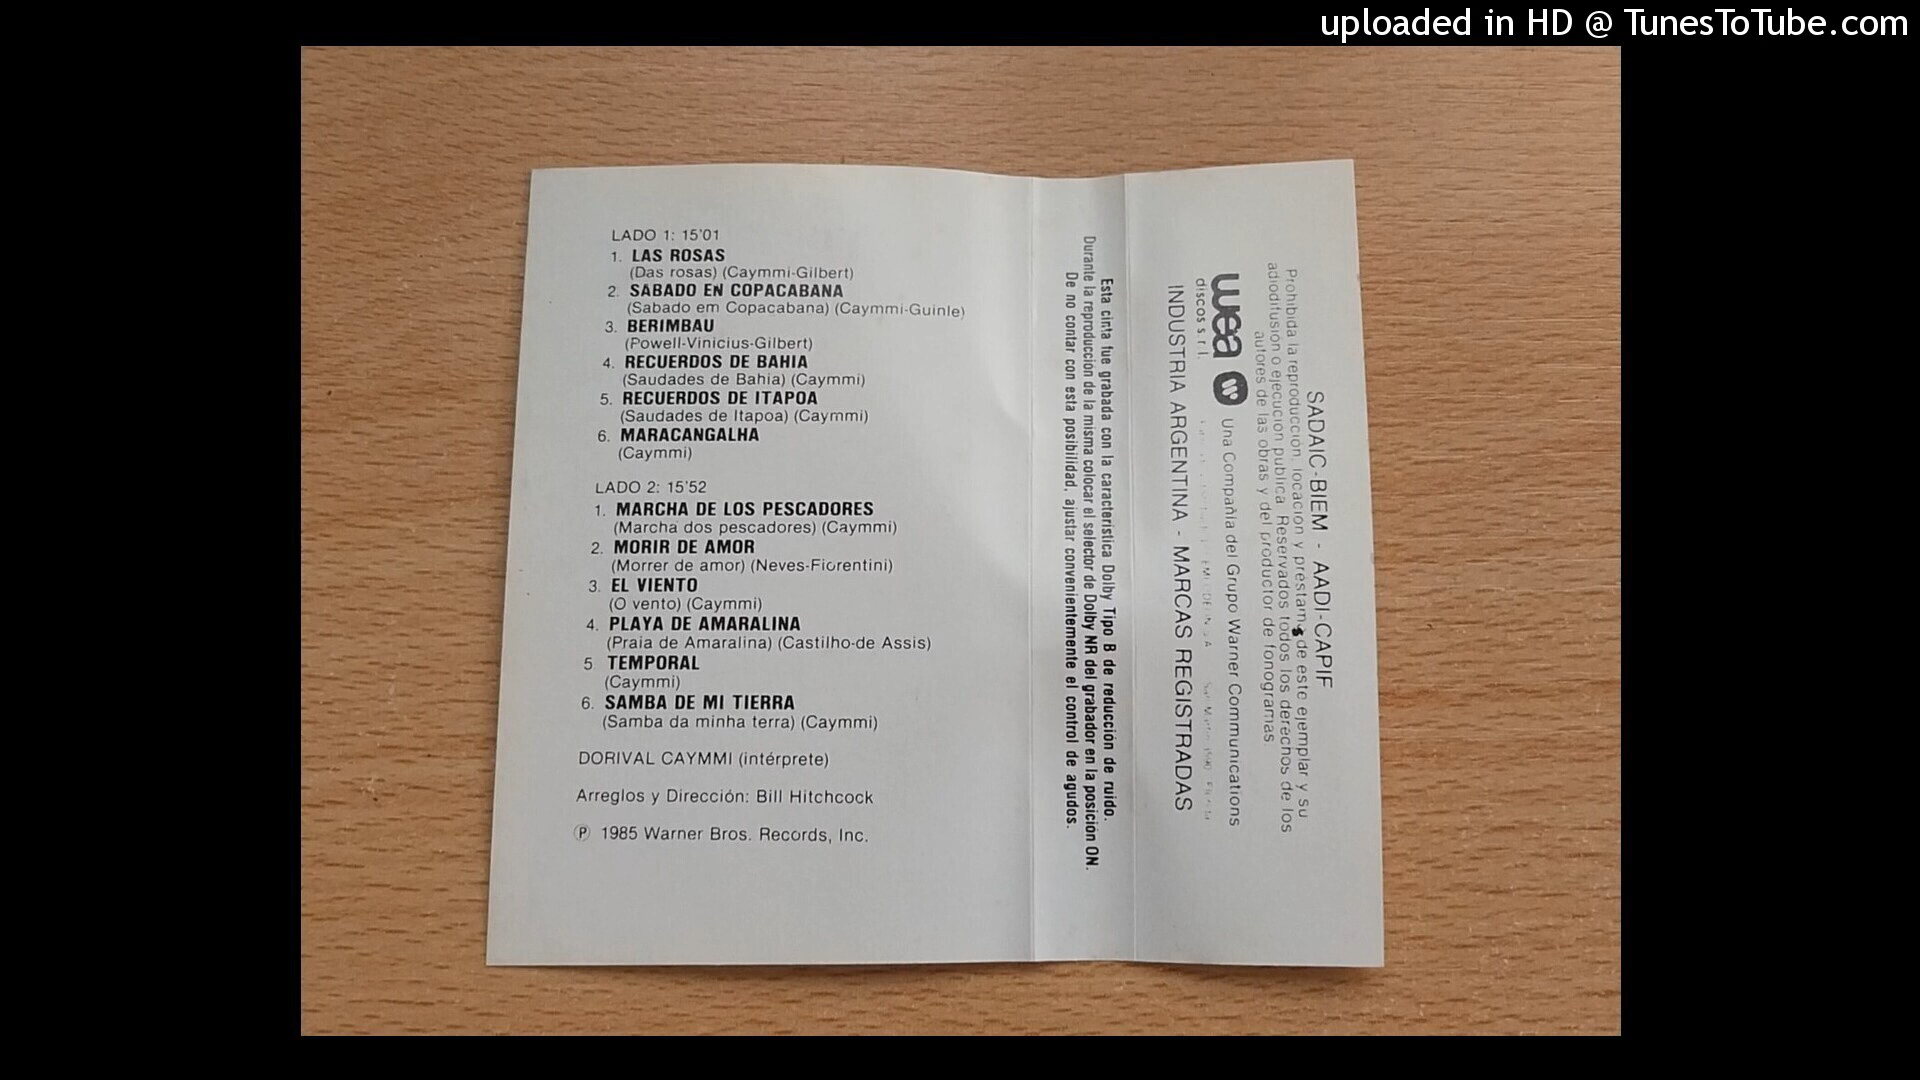 uploaded in HD @ TunesToTube.com
LADO 1: 15'01
1. LAS ROSAS
(Das rosas) (Caymmi-Gilbert)
2. SABADO EN COPACABANA
(Sabado em Copacabana) (Caymmi-Guinle)
3. BERIMBAU
(Powell-Vinicius-Gilbert)
4. RECUERDOS DE BAHIA
(Saudades de Bahia) (Caymmi)
5. RECUERDOS DE ITAPOA
(Saudades de Itapoa) (Caymmi)
6. MARACANGALHA
(Caymmi)
LADO 2: 15'52
1. MARCHA DE LOS PESCADORES
(Marcha dos pescadores) (Caymmi)
2. MORIR DE AMOR
(Morrer de amor) (Neves-Fiorentini)
3. EL VIENTO
(O vento) (Caymmi)
4. PLAYA DE AMARALINA
(Praia de Amaralina) (Castilho-de Assis)
5 TEMPORAL
(Caymmi)
6. SAMBA DE MI TIERRA
(Samba da minha terra) (Caymmi)
DORIVAL CAYMMI (intérprete)
Arreglos y Dirección: Bill Hitchcock
Ⓟ 1985 Warner Bros. Records, Inc.
Esta cinta fue grabada con la característica Dolby Tipo B de reducción de ruido.
Durante la reproducción de la misma colocar el selector de Dolby NR del grabador en la posición ON.
De no contar con esta posibilidad, ajustar convenientemente el control de agudos.
SADAIC-BIEM - AADI-CAPIF
Prohibida la reproducción, locación y préstamo de este ejemplar y su
adiodifusión o ejecución pública. Reservados todos los derechos de los
autores de las obras y del productor de fonogramas
wea
discos s.r.l.
Una Compañía del Grupo Warner Communications
INDUSTRIA ARGENTINA - MARCAS REGISTRADAS